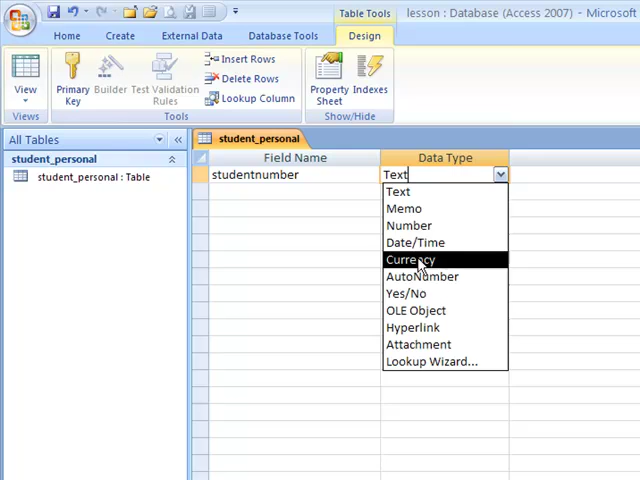 Table Tools
lesson : Database (Access 2007) - Microsoft
Home
Create
External Data
Database Tools
Design
View
Views
Primary Key
Builder
Test Validation Rules
Insert Rows
Delete Rows
Lookup Column
Tools
Property Sheet
Indexes
Show/Hide
All Tables
student_personal
student_personal : Table
student_personal
Field Name
Data Type
studentnumber
Text
Text
Memo
Number
Date/Time
Currency
AutoNumber
Yes/No
OLE Object
Hyperlink
Attachment
Lookup Wizard...